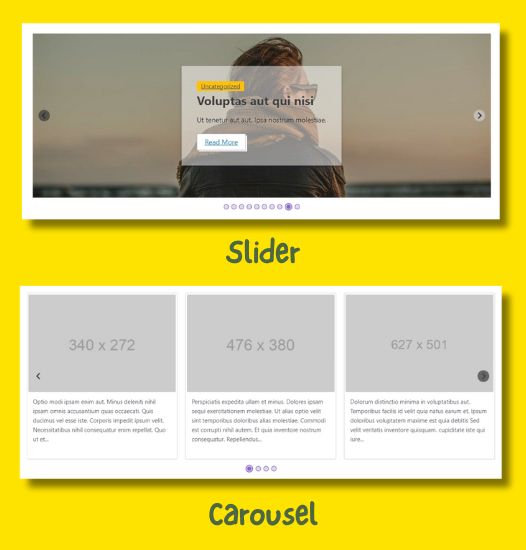 Uncategorized
Voluptas aut qui nisi
Ut tenetur aut aut. Ipsa nostrum molestiae.
Read More
Slider
340 x 272
476 x 380
627 x 501
Optio modi ipsam enim aut. Minus deleniti nihil
ipsum omnis accusantium quas occaecati. Quia
ducimus vel esse iste. Corporis impedit ipsum velit.
Necessitatibus nihil consequatur enim repellet. Quo
ut et...
Perspiciatis expedita ullam et minus. Dolores ipsam
sequi exercitationem molestiae. Ut alias optio velit
sint temporibus doloribus alias molestiae. Commodi
est corrupti nihil autem. Et quia inventore nostrum
consequatur. Repellendus...
Dolorum distinctio minima in voluptatibus aut.
Temporibus facilis id velit quia natus earum et. Ipsum
doloribus voluptatem maxime est quia debitis Sed
velit veritatis inventore quisquam. cupiditate iste qui
iure...
Carousel